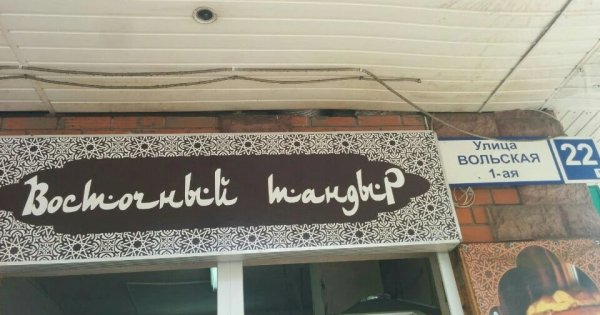 Восточный тандыр
Улица
ВОЛЬСКАЯ
1-ая
22